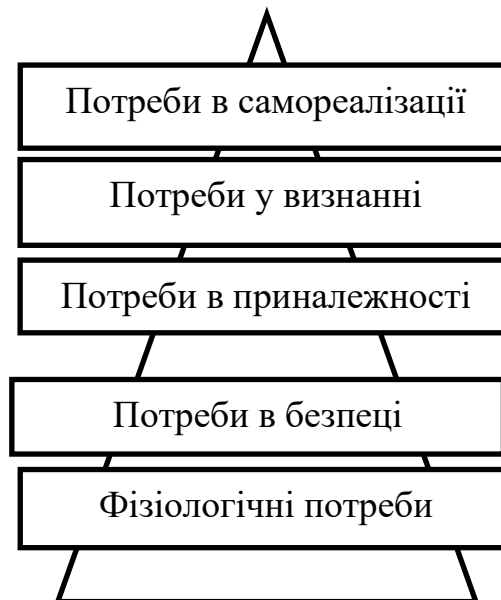 Потреби в самореалізації
Потреби у визнанні
Потреби в приналежності
Потреби в безпеці
Фізіологічні потреби